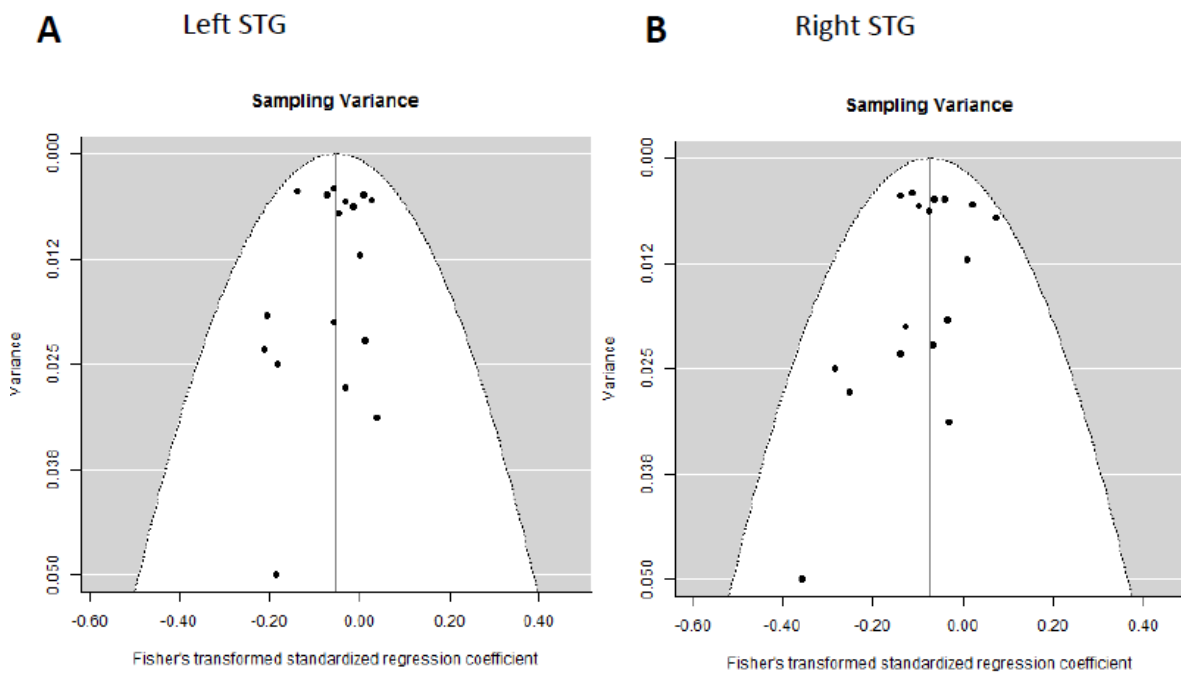 A Left STG
Sampling Variance
Variance
0.000
0.012
0.025
0.038
0.050
-0.60 -0.40 -0.20 0.00 0.20 0.40
Fisher's transformed standardized regression coefficient
B Right STG
Sampling Variance
Variance
0.000
0.012
0.025
0.038
0.050
-0.60 -0.40 -0.20 0.00 0.20 0.40
Fisher's transformed standardized regression coefficient